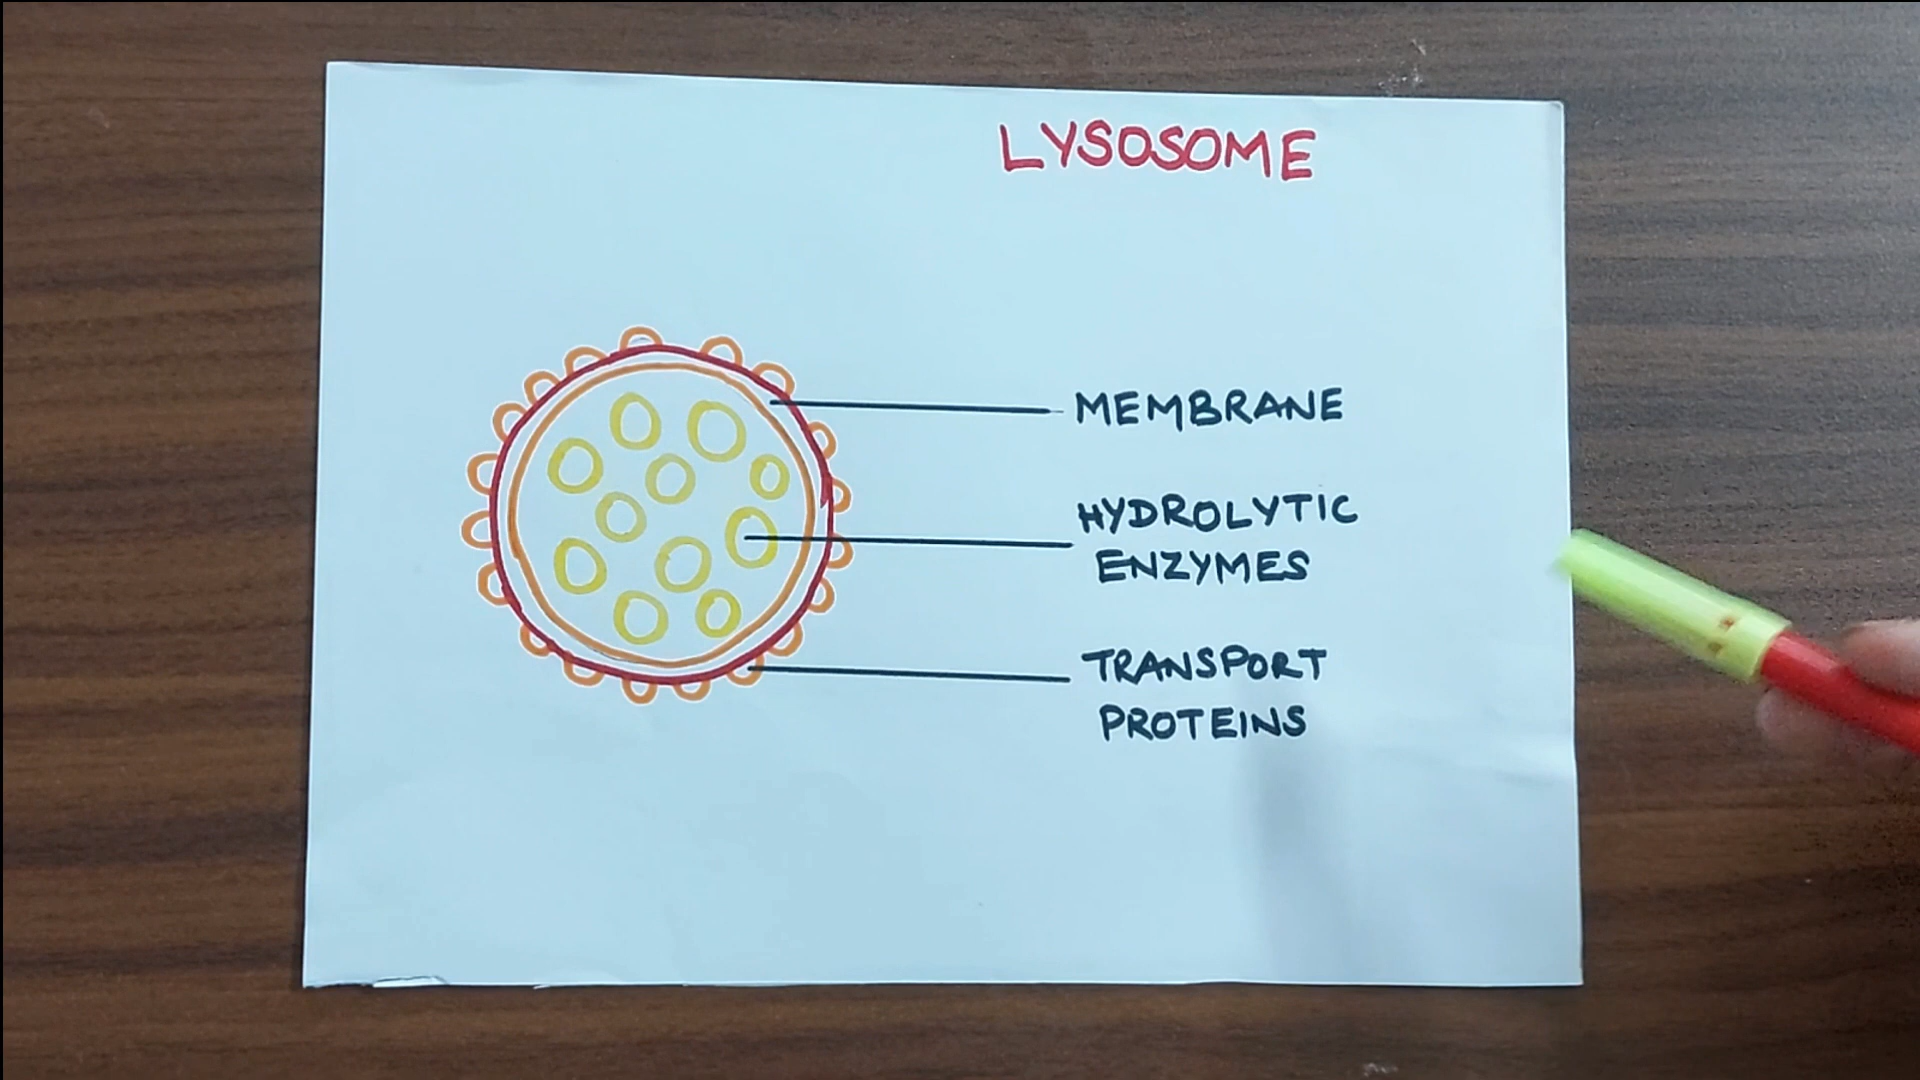 LYSOSOME
MEMBRANE
HYDROLYTIC
ENZYMES
TRANSPORT
PROTEINS